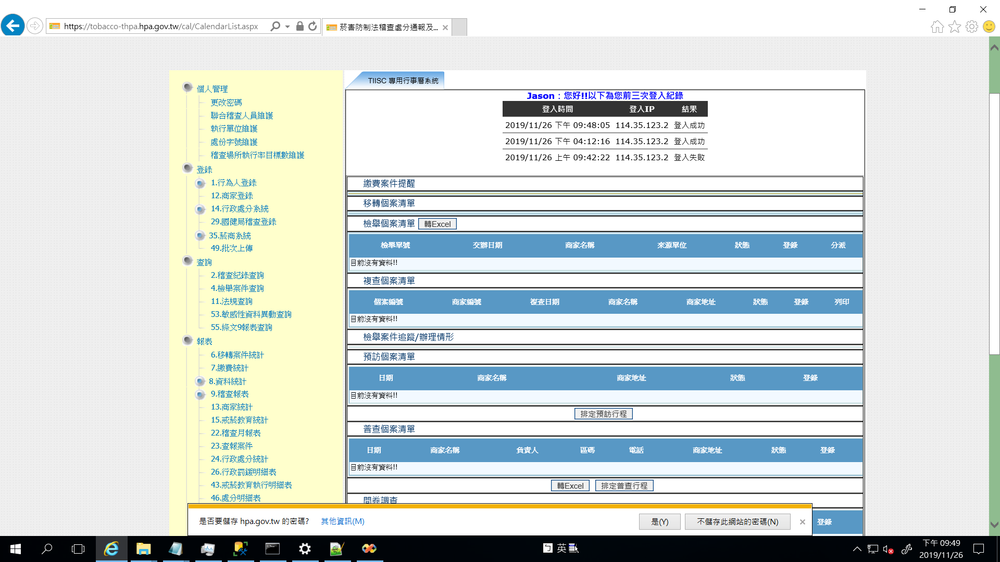 https://tobacco-thpa.hpa.gov.tw/cal/CalendarList.aspx
菸害防制法稽查處分通報及...
個人管理
更改密碼
聯合稽查人員維護
執行單位維護
處份字號維護
稽查場所執行率目標數維護
登錄
1.行為人登錄
12.商家登錄
14.行政處分系統
29.國健局稽查登錄
35.菸商系統
49.批次上傳
查詢
2.稽查紀錄查詢
4.檢舉案件查詢
11.法規查詢
53.敏感性資料異動查詢
55.條文9報表查詢
報表
6.移轉案件統計
7.繳費統計
8.資料統計
9.稽查報表
13.商家統計
15.戒菸教育統計
22.稽查月報表
23.查報案件
24.行政處分統計
26.行政罰鍰明細表
43.戒菸教育執行明細表
46.處分明細表
TIISC 專用行事曆系統
Jason：您好!!以下為您前三次登入紀錄
登入時間 登入IP 結果
2019/11/26 下午 09:48:05 114.35.123.2 登入成功
2019/11/26 下午 04:12:16 114.35.123.2 登入成功
2019/11/26 上午 09:42:22 114.35.123.2 登入失敗
繳費案件提醒
移轉個案清單
檢舉個案清單 轉Excel
檢舉單號 交辦日期 商家名稱 來源單位 狀態 登錄 分派
目前沒有資料!!
複查個案清單
個案編號 商家編號 複查日期 商家名稱 商家地址 狀態 登錄 列印
目前沒有資料!!
檢舉案件追蹤/辦理情形
預訪個案清單
日期 商家名稱 商家地址 狀態 登錄
目前沒有資料!!
排定預訪行程
普查個案清單
日期 商家名稱 負責人 區碼 電話 商家地址 狀態 登錄
目前沒有資料!!
轉Excel 排定普查行程
問卷調查
登錄
是否要儲存 hpa.gov.tw 的密碼? 其他資訊(M) 是(Y) 不儲存此網站的密碼(N)
ㄅ 英
下午 09:49
2019/11/26